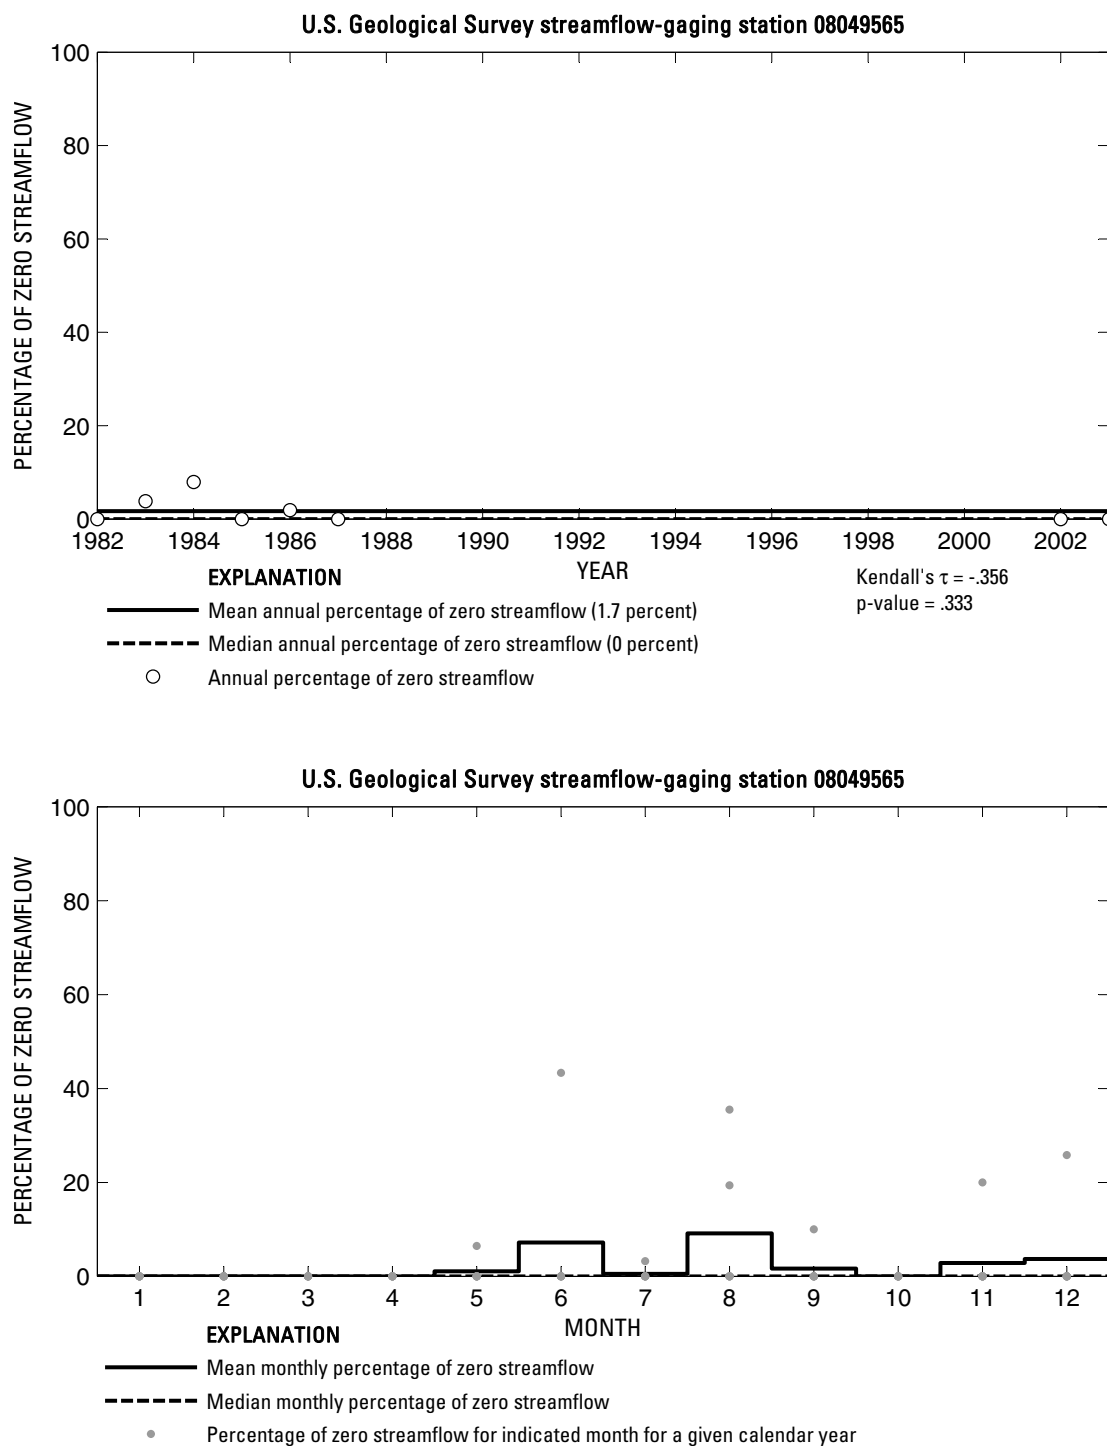 U.S. Geological Survey streamflow-gaging station 08049565
PERCENTAGE OF ZERO STREAMFLOW
100
80
60
40
20
0
1982 1984 1986 1988 1990 1992 1994 1996 1998 2000 2002
YEAR
Kendall's τ = -.356
p-value = .333
EXPLANATION
Mean annual percentage of zero streamflow (1.7 percent)
Median annual percentage of zero streamflow (0 percent)
Annual percentage of zero streamflow
U.S. Geological Survey streamflow-gaging station 08049565
PERCENTAGE OF ZERO STREAMFLOW
100
80
60
40
20
0
1 2 3 4 5 6 7 8 9 10 11 12
MONTH
EXPLANATION
Mean monthly percentage of zero streamflow
Median monthly percentage of zero streamflow
Percentage of zero streamflow for indicated month for a given calendar year